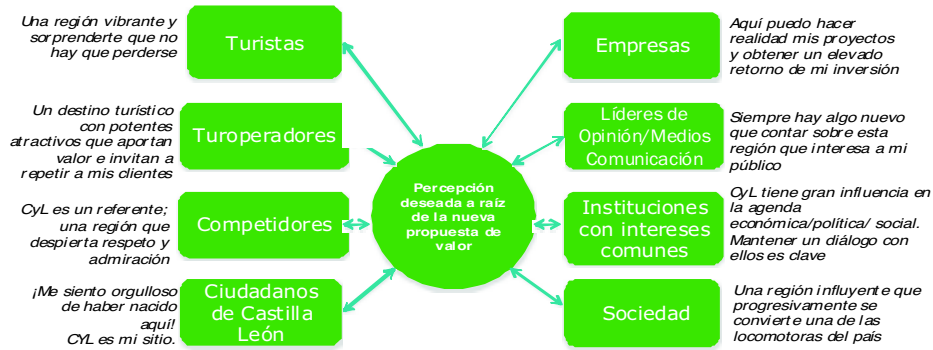 Una región vibrante y
sorprendente que no
hay que perderse
Turistas
Un destino turístico
con potentes
atractivos que aportan
valor e invitan a
repetir a mis clientes
Turoperadores
CyL es un referente;
una región que
despierta respeto y
admiración
Competidores
¡Me siento orgulloso
de haber nacido
aquí!
CYL es mi sitio.
Ciudadanos
de Castilla
León
Percepción
deseada a raíz
de la nueva
propuesta de
valor
Empresas
Aquí puedo hacer
realidad mis proyectos
y obtener un elevado
retorno de mi inversión
Líderes de
Opinión/Medios
Comunicación
Siempre hay algo nuevo
que contar sobre esta
región que interesa a mi
público
Instituciones
con intereses
comunes
CyL tiene gran influencia en
la agenda
económica/política/ social.
Mantener un diálogo con
ellos es clave
Sociedad
Una región influyente que
progresivamente se
convierte una de las
locomotoras del país